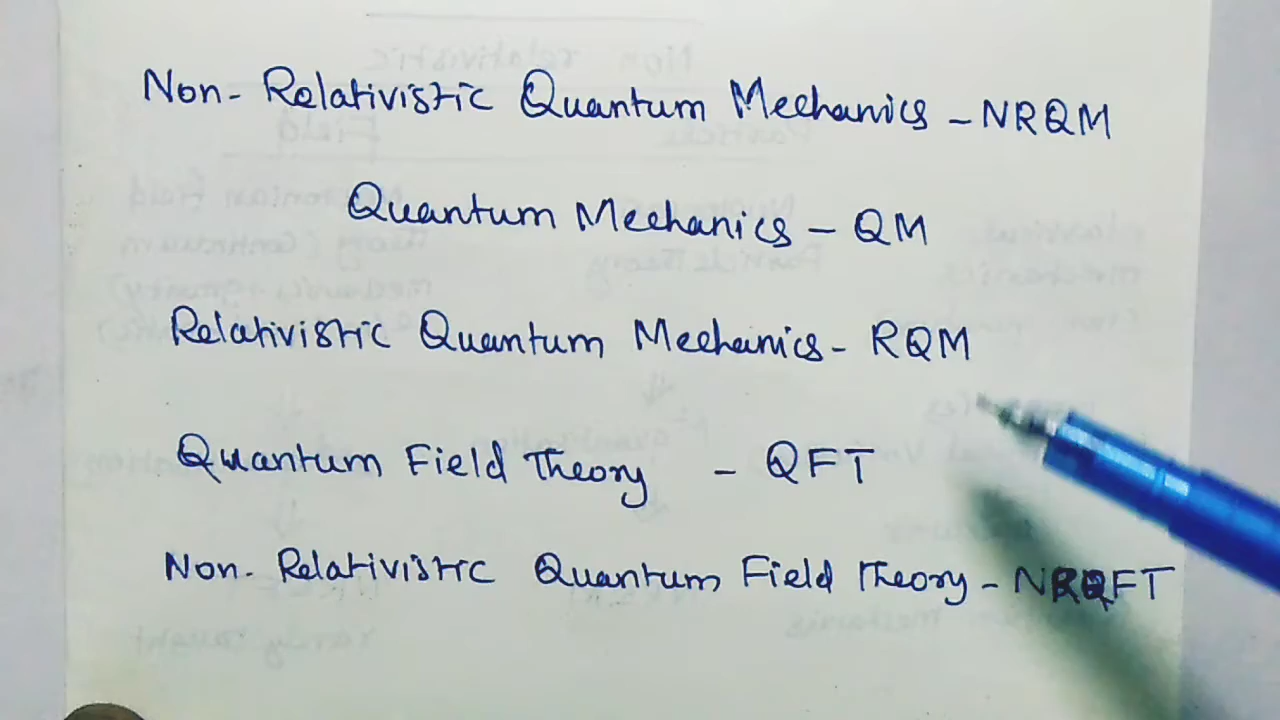 Non-Relativistic Quantum Mechanics - NRQM
Quantum Mechanics - QM
Relativistic Quantum Mechanics - RQM
Quantum Field Theory - QFT
Non-Relativistic Quantum Field Theory - NRQFT